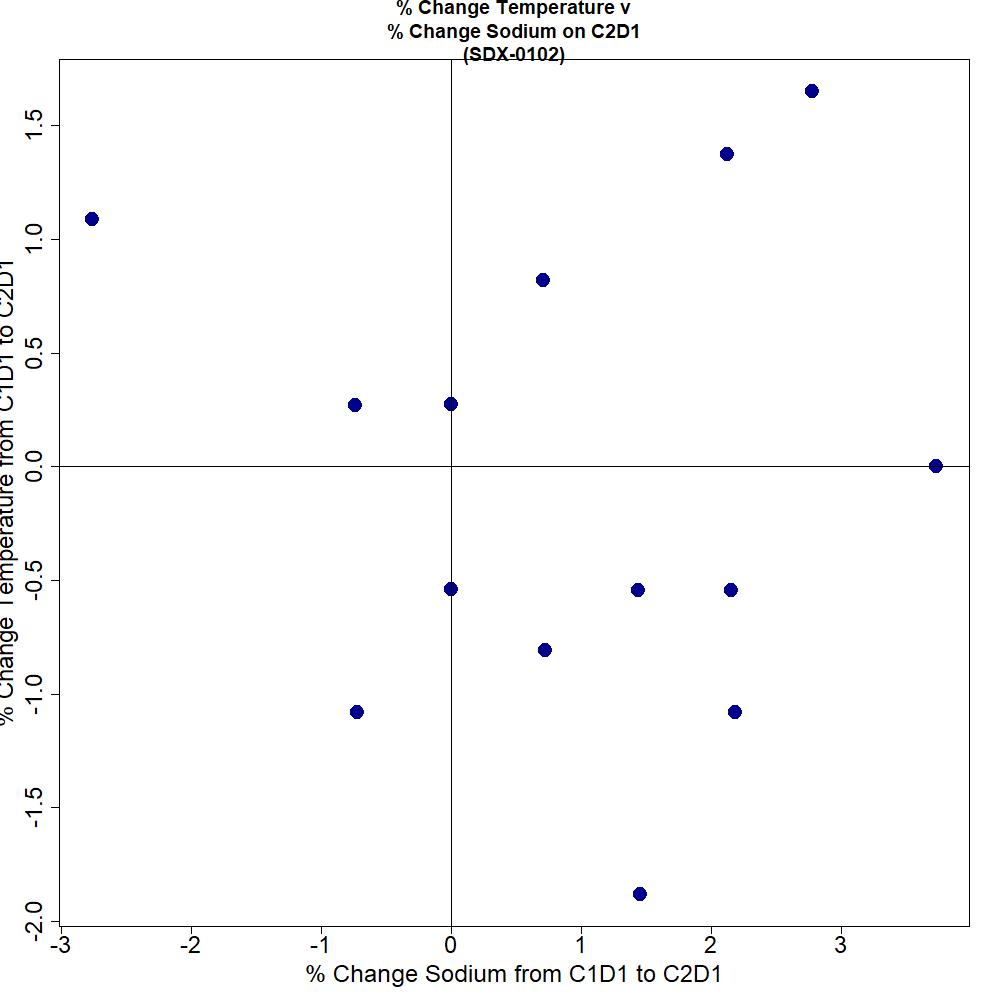 % Change Temperature v
% Change Sodium on C2D1
(SDX-0102)
% Change Temperature from C1D1 to C2D1
1.5
1.0
0.5
0.0
-0.5
-1.0
-1.5
-2.0
-3 -2 -1 0 1 2 3
% Change Sodium from C1D1 to C2D1